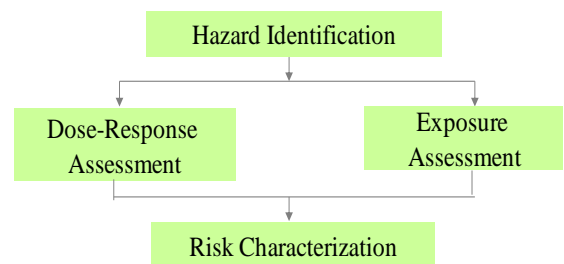 Hazard Identification
Dose-Response
Assessment
Exposure
Assessment
Risk Characterization